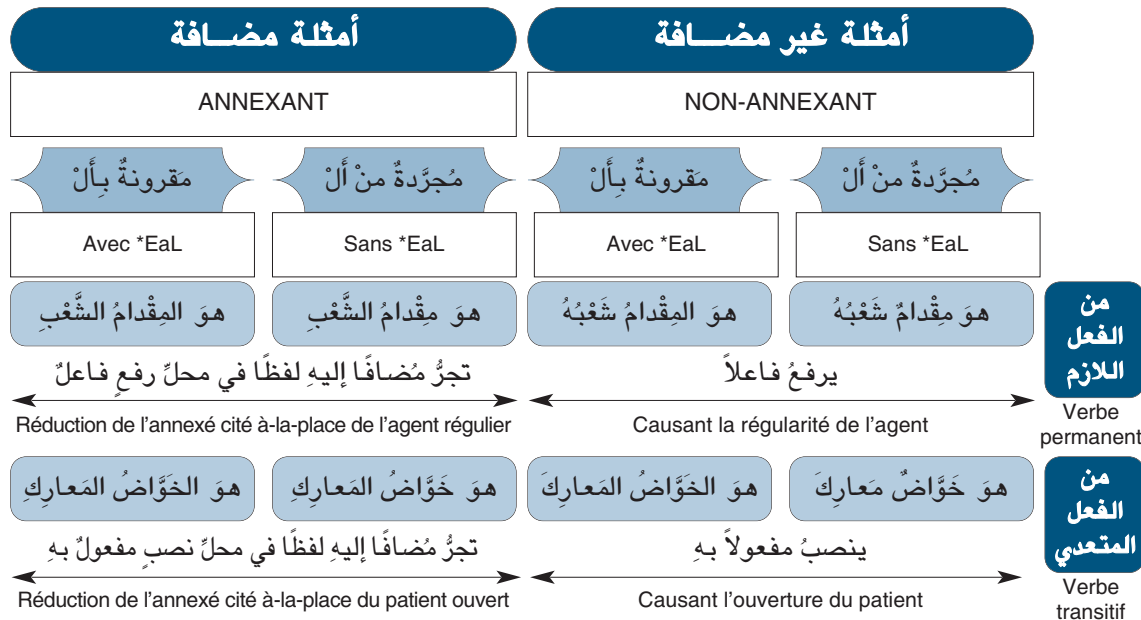 أمثلة غير مضــافة
أمثلة مضــافة
NON-ANNEXANT
ANNEXANT
مُجرَّدةٌ منْ أَلْ
مَقرونةٌ بـأَلْ
مُجرَّدةٌ منْ أَلْ
مَقرونةٌ بـأَلْ
Sans *EaL
Avec *EaL
Sans *EaL
Avec *EaL
من
الفعل
اللازم
Verbe
permanent
هوَ مِقْدامٌ شَعْبُهُ
هوَ المِقْدامُ شَعْبُهُ
هوَ مِقْدامُ الشَّعْبِ
هوَ المِقْدامُ الشَّعْبِ
يرفعُ فـاعلاً
تجرُّ مُضافًا إليهِ لفظًا في محلِّ رفعٍ فـاعلٌ
Causant la régularité de l'agent
Réduction de l'annexé cité à-la-place de l'agent régulier
من
الفعل
المتعدي
Verbe
transitif
هوَ خَوَّاضٌ مَعارِكَ
هوَ الخَوَّاضُ المَعارِكَ
هوَ خَوَّاضُ المَعارِكِ
هوَ الخَوَّاضُ المَعارِكِ
ينصبُ مفعولاً بهِ
تجرُّ مُضافًا إليهِ لفظًا في محلِّ نصبٍ مفعولٌ بهِ
Causant l'ouverture du patient
Réduction de l'annexé cité à-la-place du patient ouvert